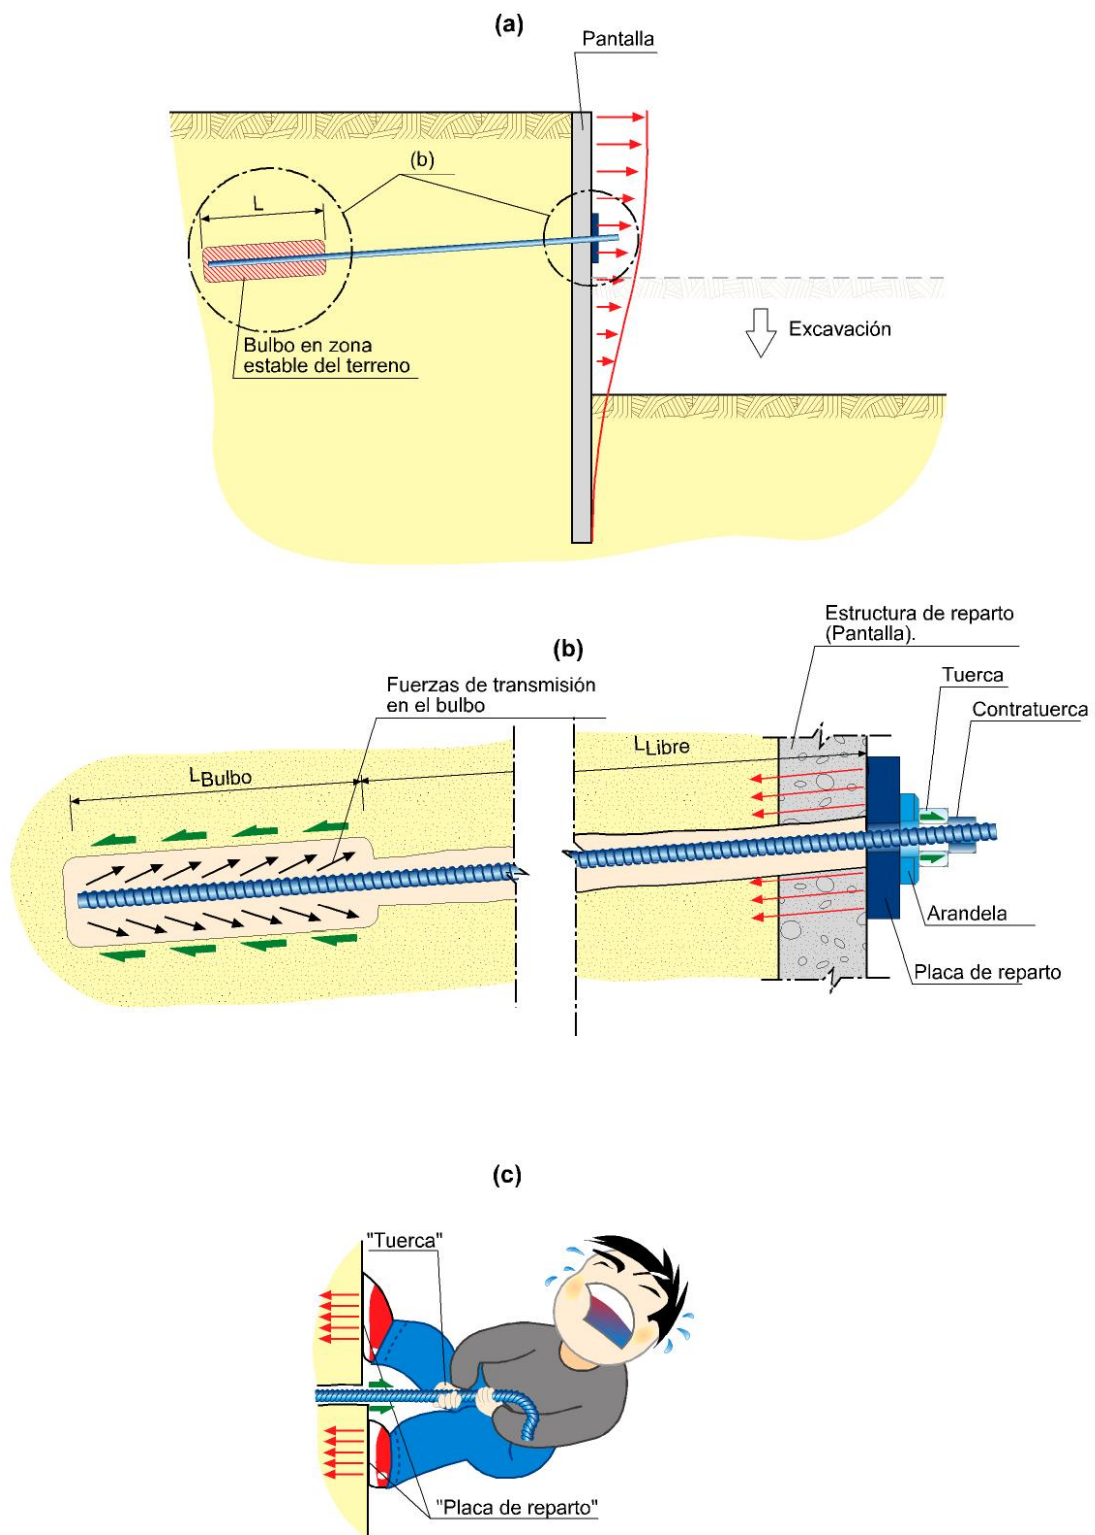 (a)
Pantalla
(b)
L
Excavación
Bulbo en zona
estable del terreno
Estructura de reparto
(Pantalla).
(b)
Tuerca
Fuerzas de transmisión
en el bulbo
Contratuerca
LLibre
LBulbo
Arandela
Placa de reparto
(c)
"Tuerca"
"Placa de reparto"